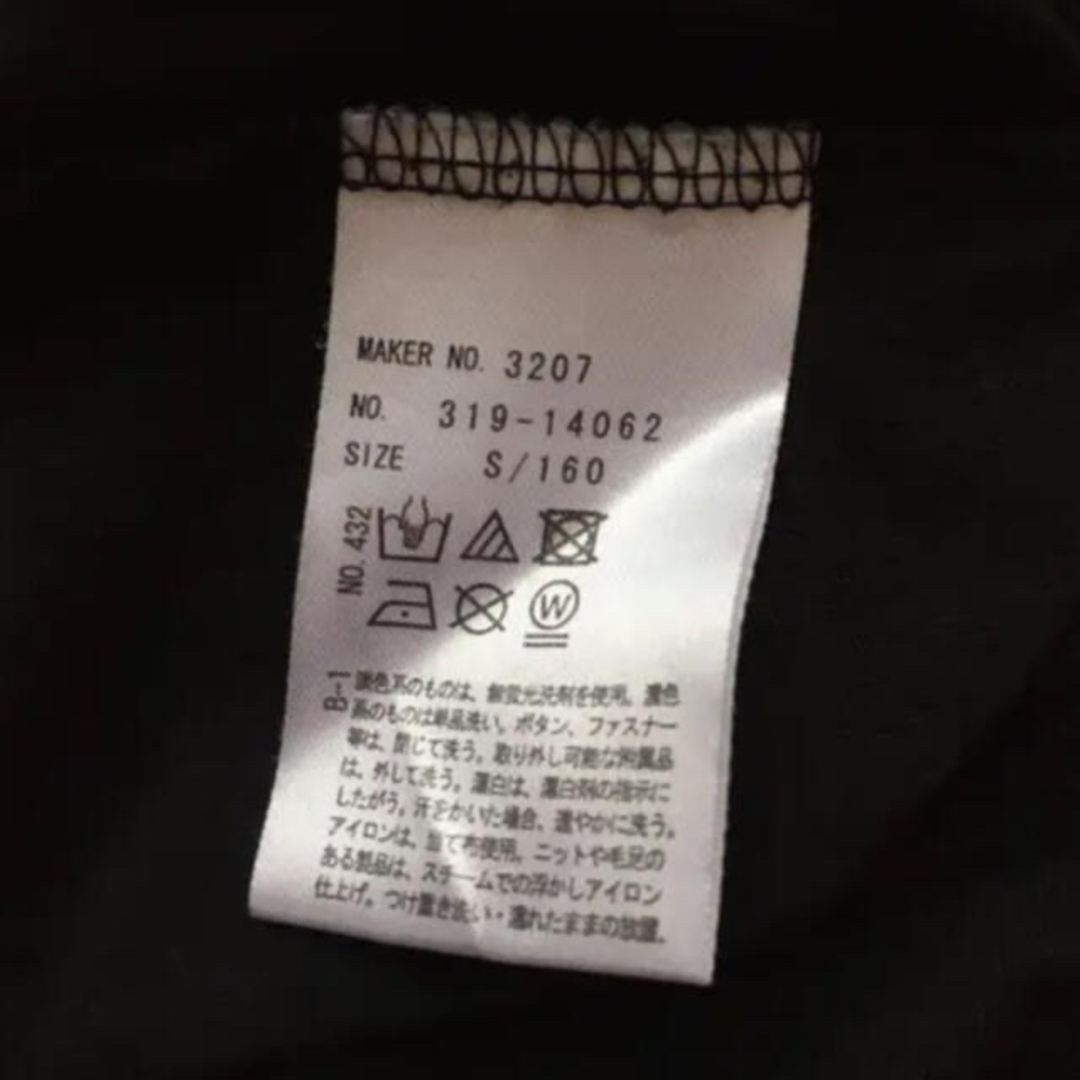 MAKER NO. 3207
NO. 319-14062
SIZE S/160
NO. 432
W
B-1
淡色系のものは、無蛍光洗剤を使用。濃色
系のものは単品洗い。ボタン、ファスナー
等は、閉じて洗う。取り外し可能な附属品
は、外して洗う。漂白は、漂白剤の指示に
したがう。汗をかいた場合、速やかに洗う。
アイロンは、当て布使用。ニットや毛足の
ある製品は、スチームでの浮かしアイロン
仕上げ。つけ置き洗い・濡れたままの放置